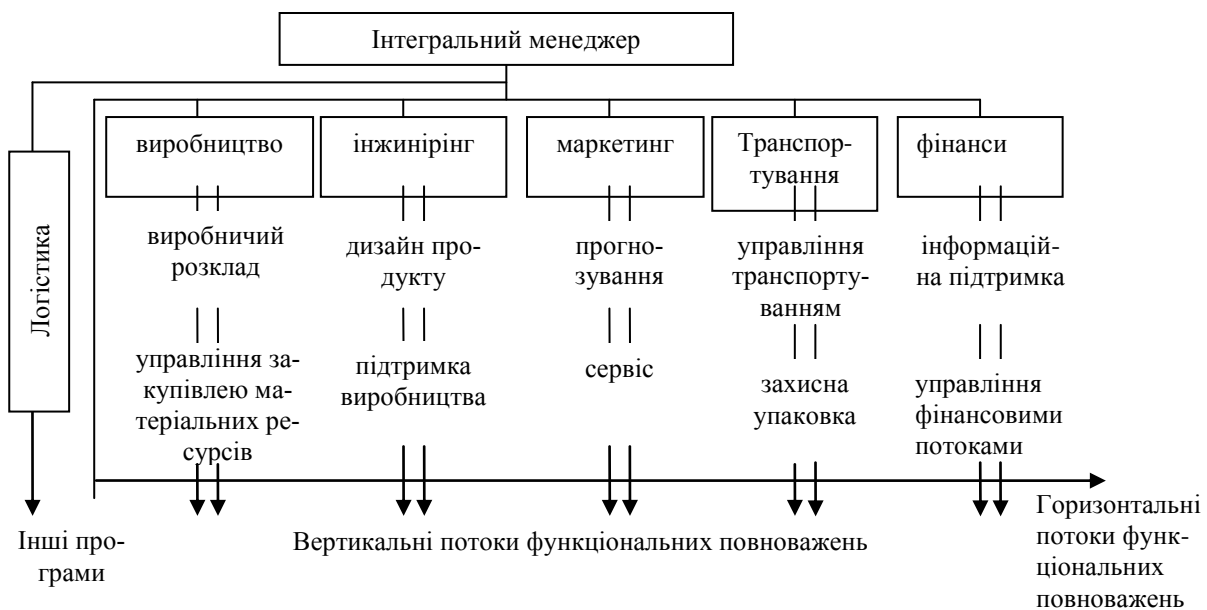 Інтегральний менеджер
виробництво
інжинірінг
маркетинг
Транспор-
тування
фінанси
Логістика
виробничий
розклад
дизайн про-
дукту
прогно-
зування
управління
транспорту-
ванням
інформацій-
на підтримка
управління за-
купівлею ма-
теріальних ре-
сурсів
підтримка
виробництва
сервіс
захисна
упаковка
управління
фінансовими
потоками
Інші про-
грами
Вертикальні потоки функціональних повноважень
Горизонтальні
потоки функ-
ціональних
повноважень